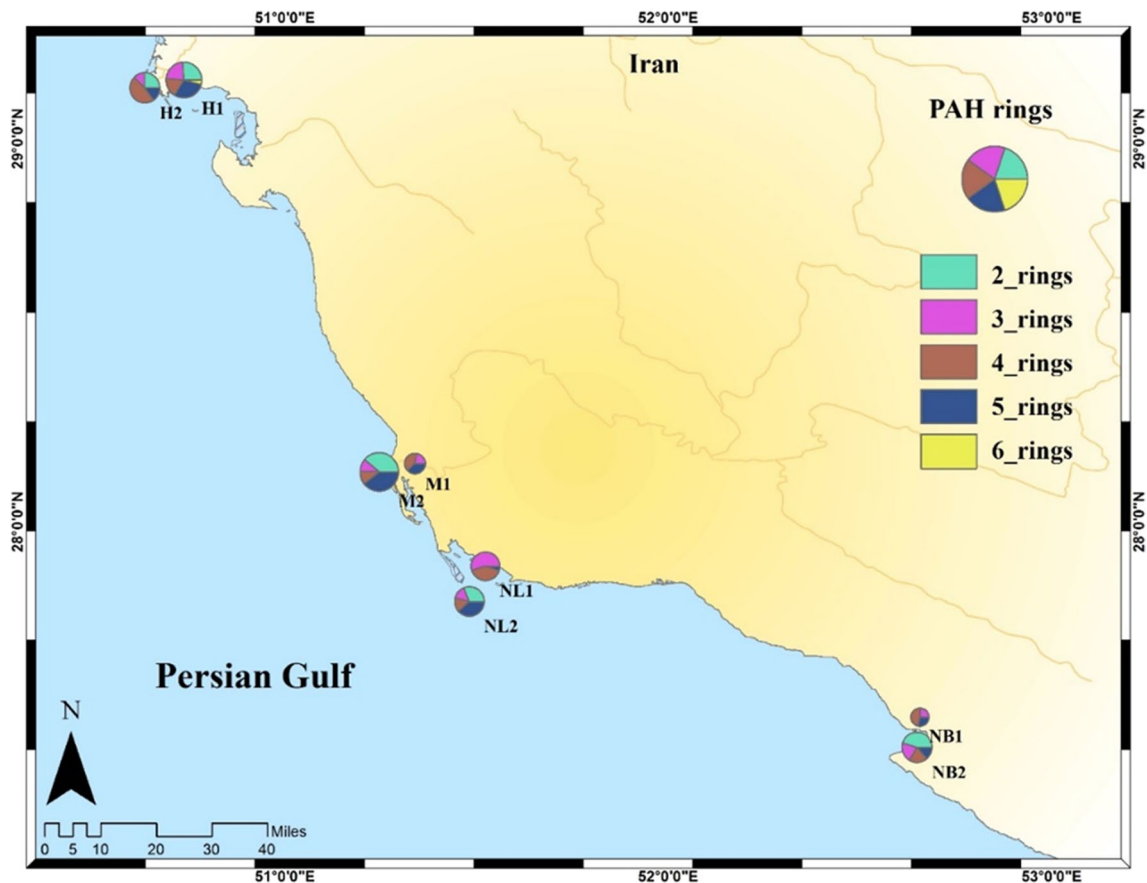 51°0'0"E 52°0'0"E 53°0'0"E
Iran
PAH rings
H2 H1
29°0'0"N 29°0'0"N
2_rings
3_rings
4_rings
5_rings
6_rings
M1
M2
28°0'0"N 28°0'0"N
NL1
NL2
Persian Gulf
N
NB1
NB2
Miles
0 5 10 20 30 40
51°0'0"E 52°0'0"E 53°0'0"E